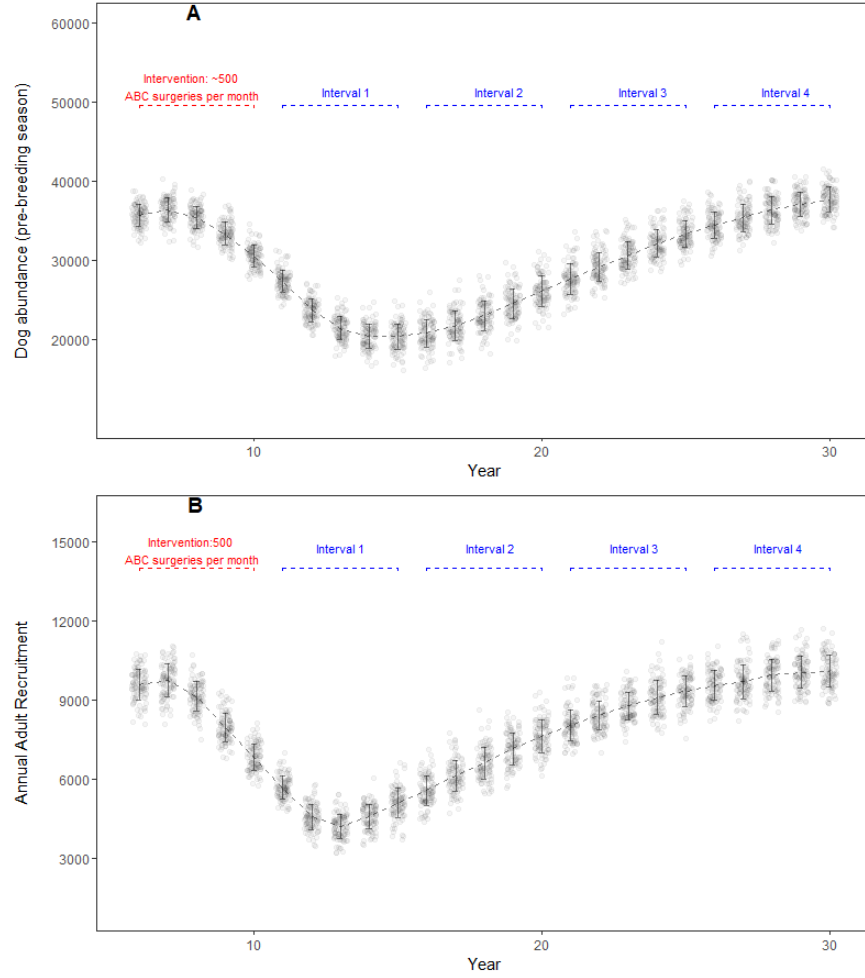 A
60000
Intervention: ~500
ABC surgeries per month
Interval 1
Interval 2
Interval 3
Interval 4
50000
40000
30000
20000
Dog abundance (pre-breeding season)
10
20
30
Year
B
15000
Intervention:500
ABC surgeries per month
Interval 1
Interval 2
Interval 3
Interval 4
12000
9000
6000
3000
Annual Adult Recruitment
10
20
30
Year